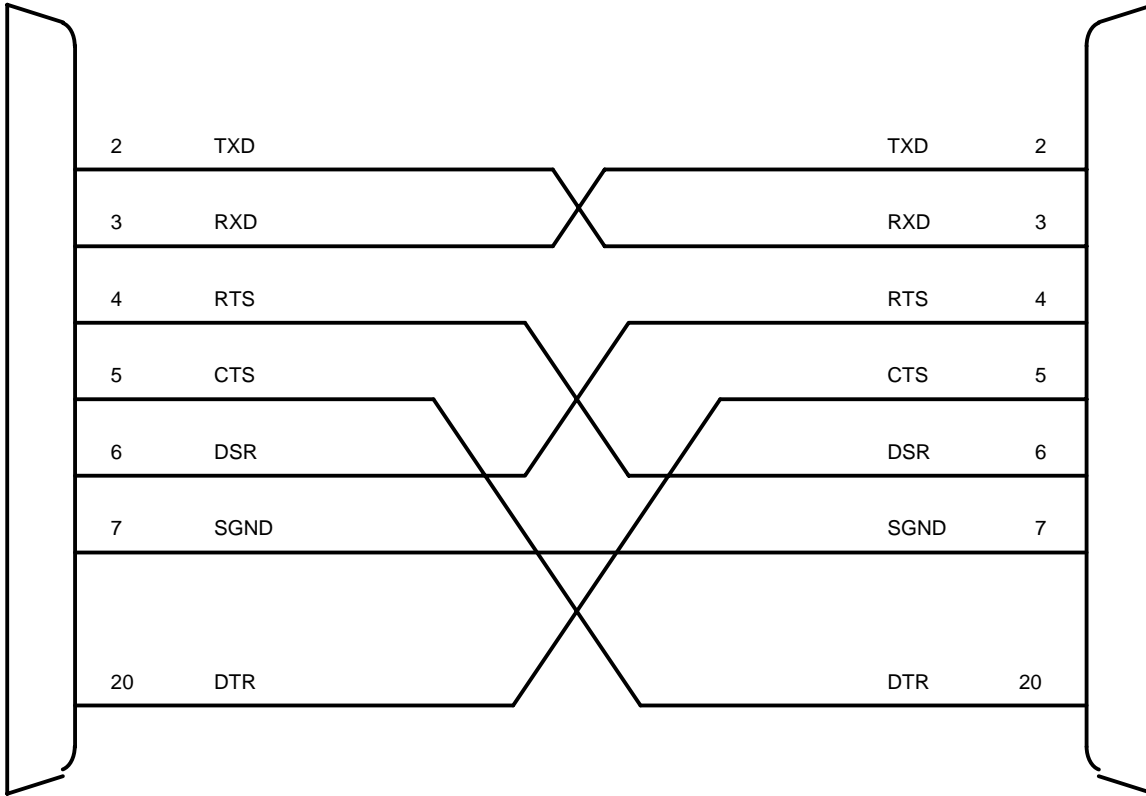 2 TXD TXD 2
3 RXD RXD 3
4 RTS RTS 4
5 CTS CTS 5
6 DSR DSR 6
7 SGND SGND 7
20 DTR DTR 20